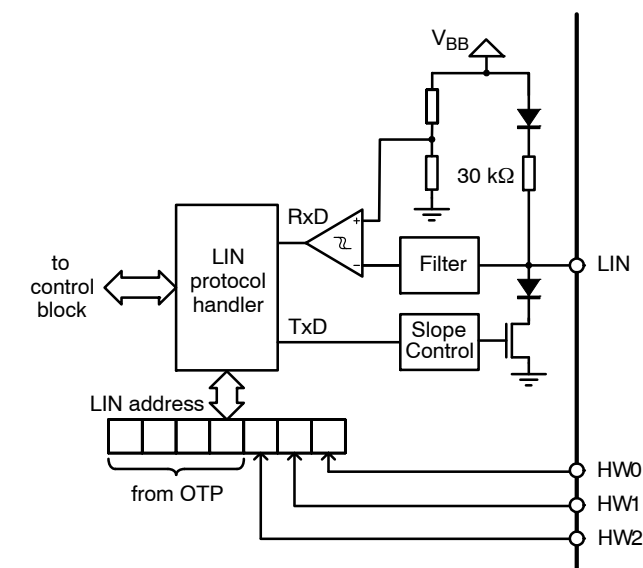 V_BB
30 kΩ
RxD
+
−
LIN
protocol
handler
Filter
LIN
to
control
block
TxD
Slope
Control
LIN address
from OTP
HW0
HW1
HW2